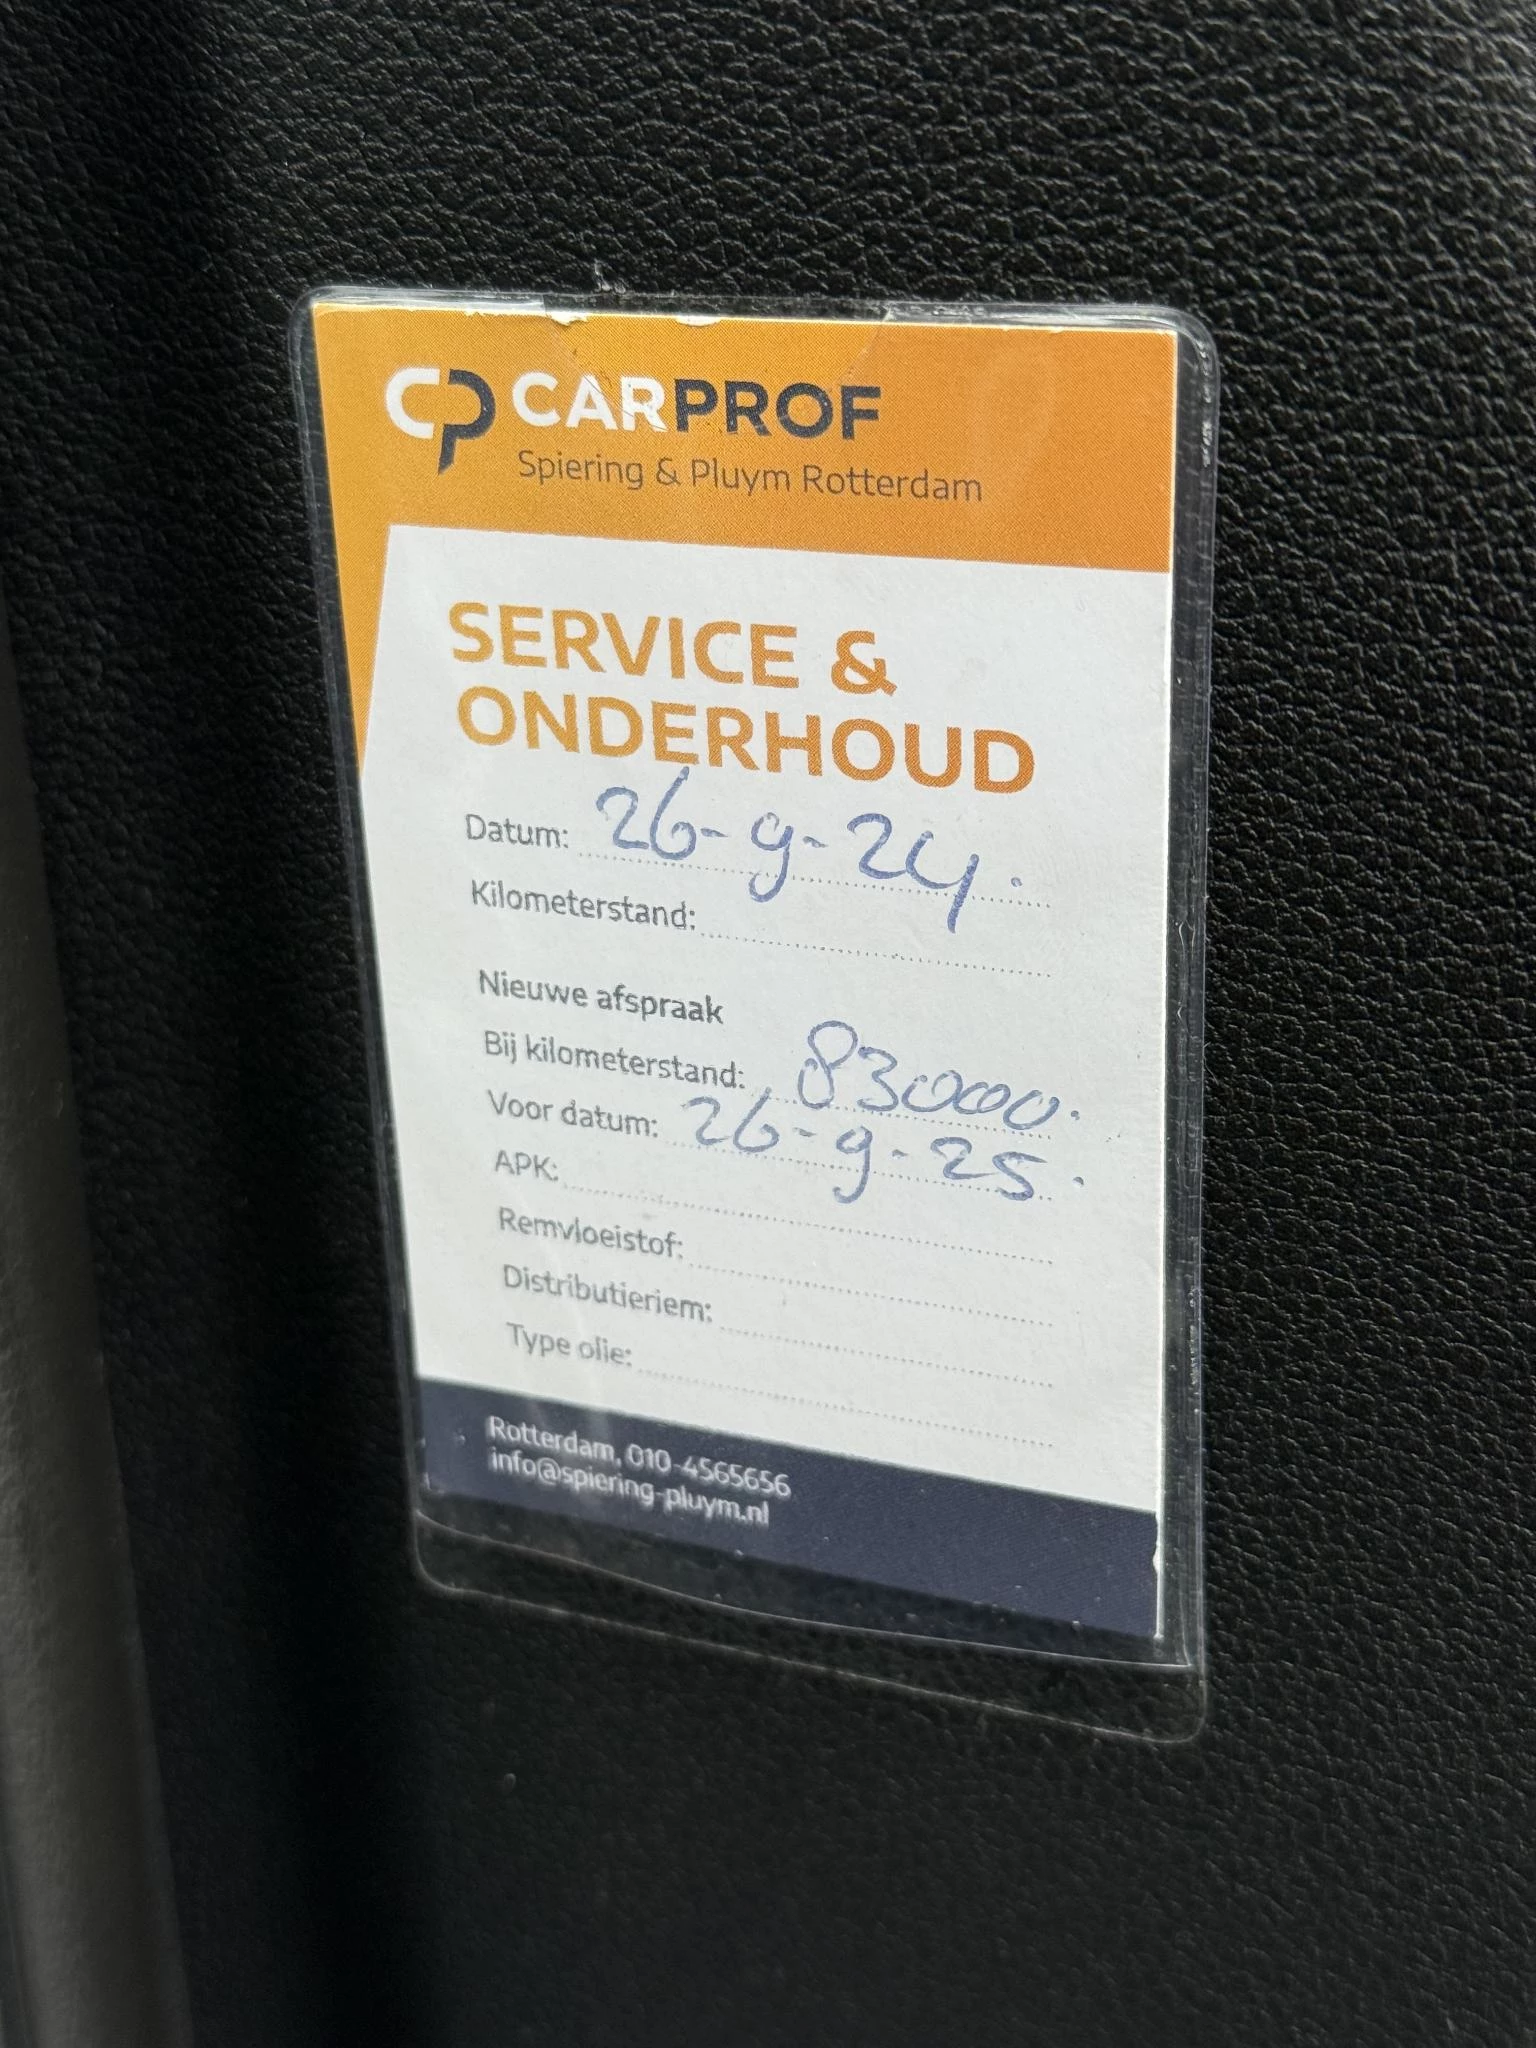 CP CARPROF
Spiering & Pluym Rotterdam
SERVICE &
ONDERHOUD
Datum: 26-9-24.
Kilometerstand:
Nieuwe afspraak
Bij kilometerstand: 83000.
Voor datum: 26-9-25.
APK:
Remvloeistof:
Distributieriem:
Type olie:
Rotterdam, 010-4565656
info@spiering-pluym.nl